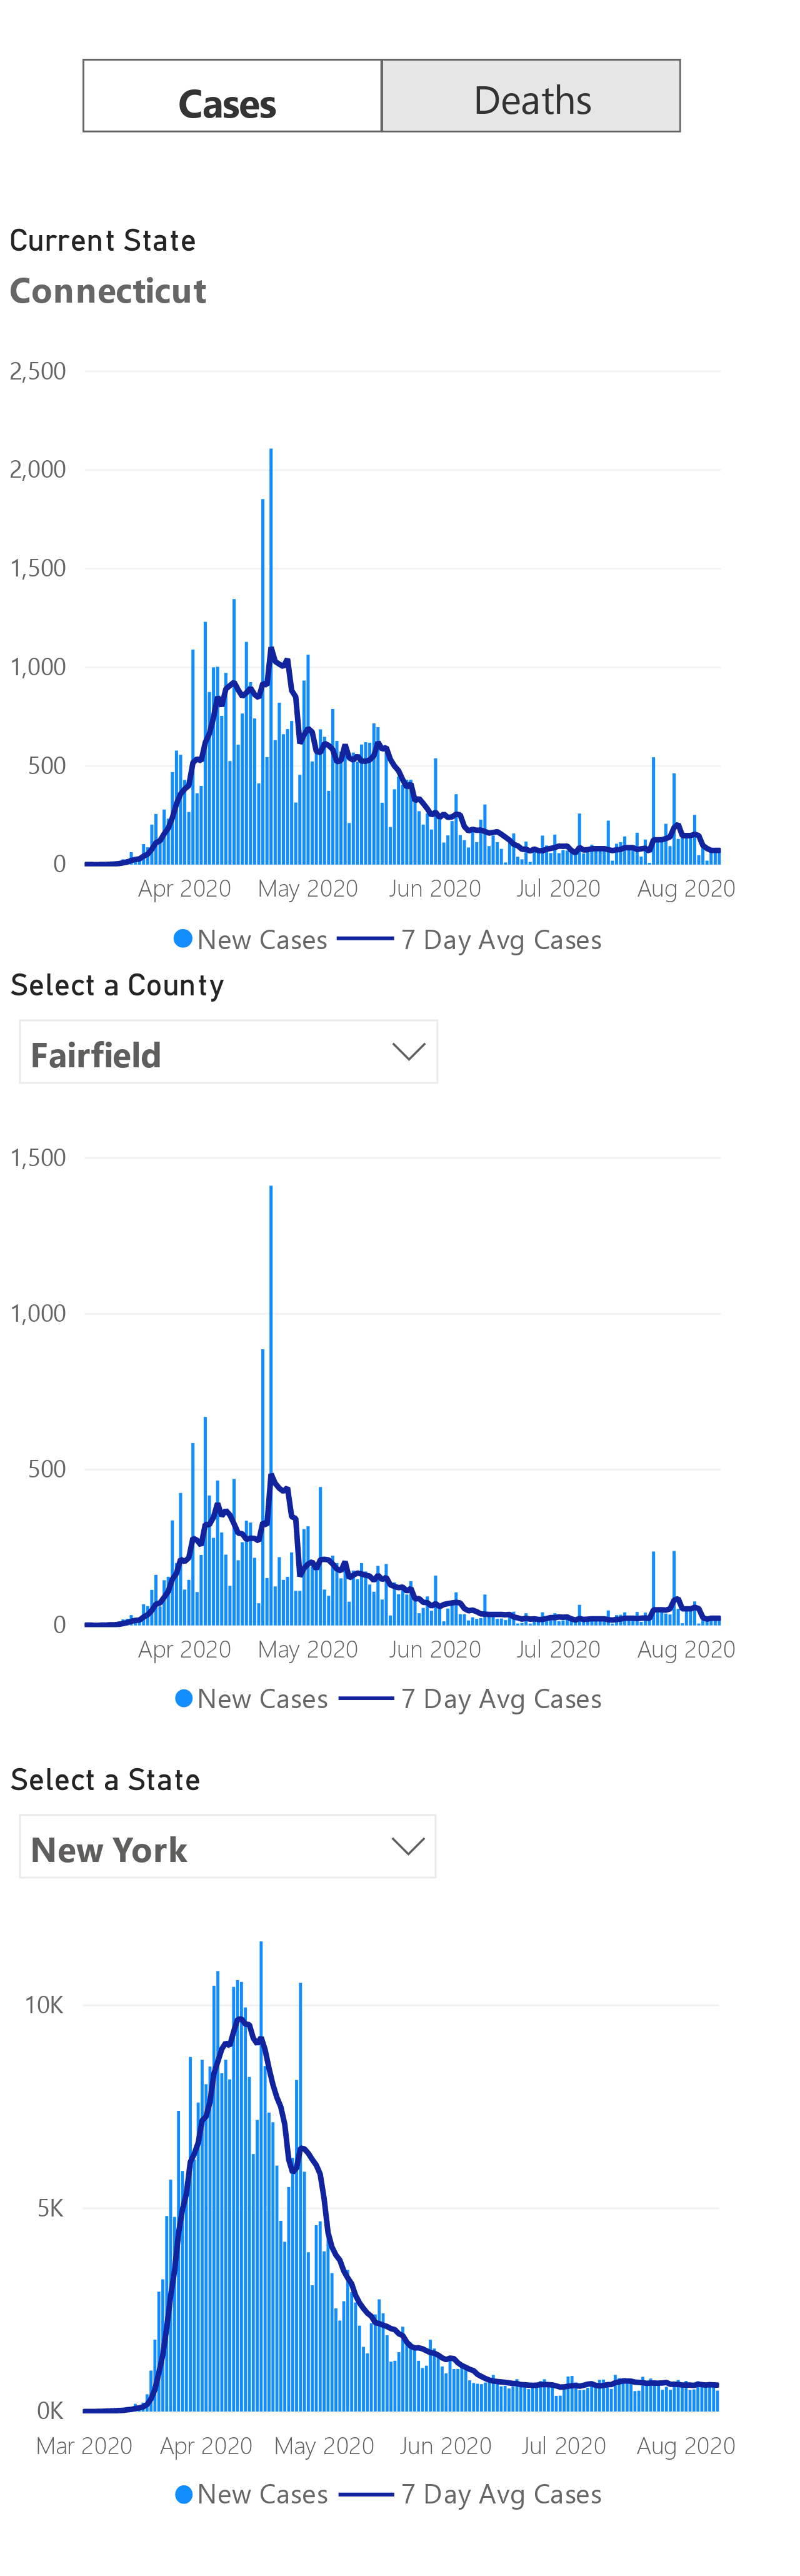 Cases Deaths
Current State
Connecticut
2,500
2,000
1,500
1,000
500
0
Apr 2020 May 2020 Jun 2020 Jul 2020 Aug 2020
New Cases 7 Day Avg Cases
Select a County
Fairfield
1,500
1,000
500
0
Apr 2020 May 2020 Jun 2020 Jul 2020 Aug 2020
New Cases 7 Day Avg Cases
Select a State
New York
10K
5K
0K
Mar 2020 Apr 2020 May 2020 Jun 2020 Jul 2020 Aug 2020
New Cases 7 Day Avg Cases